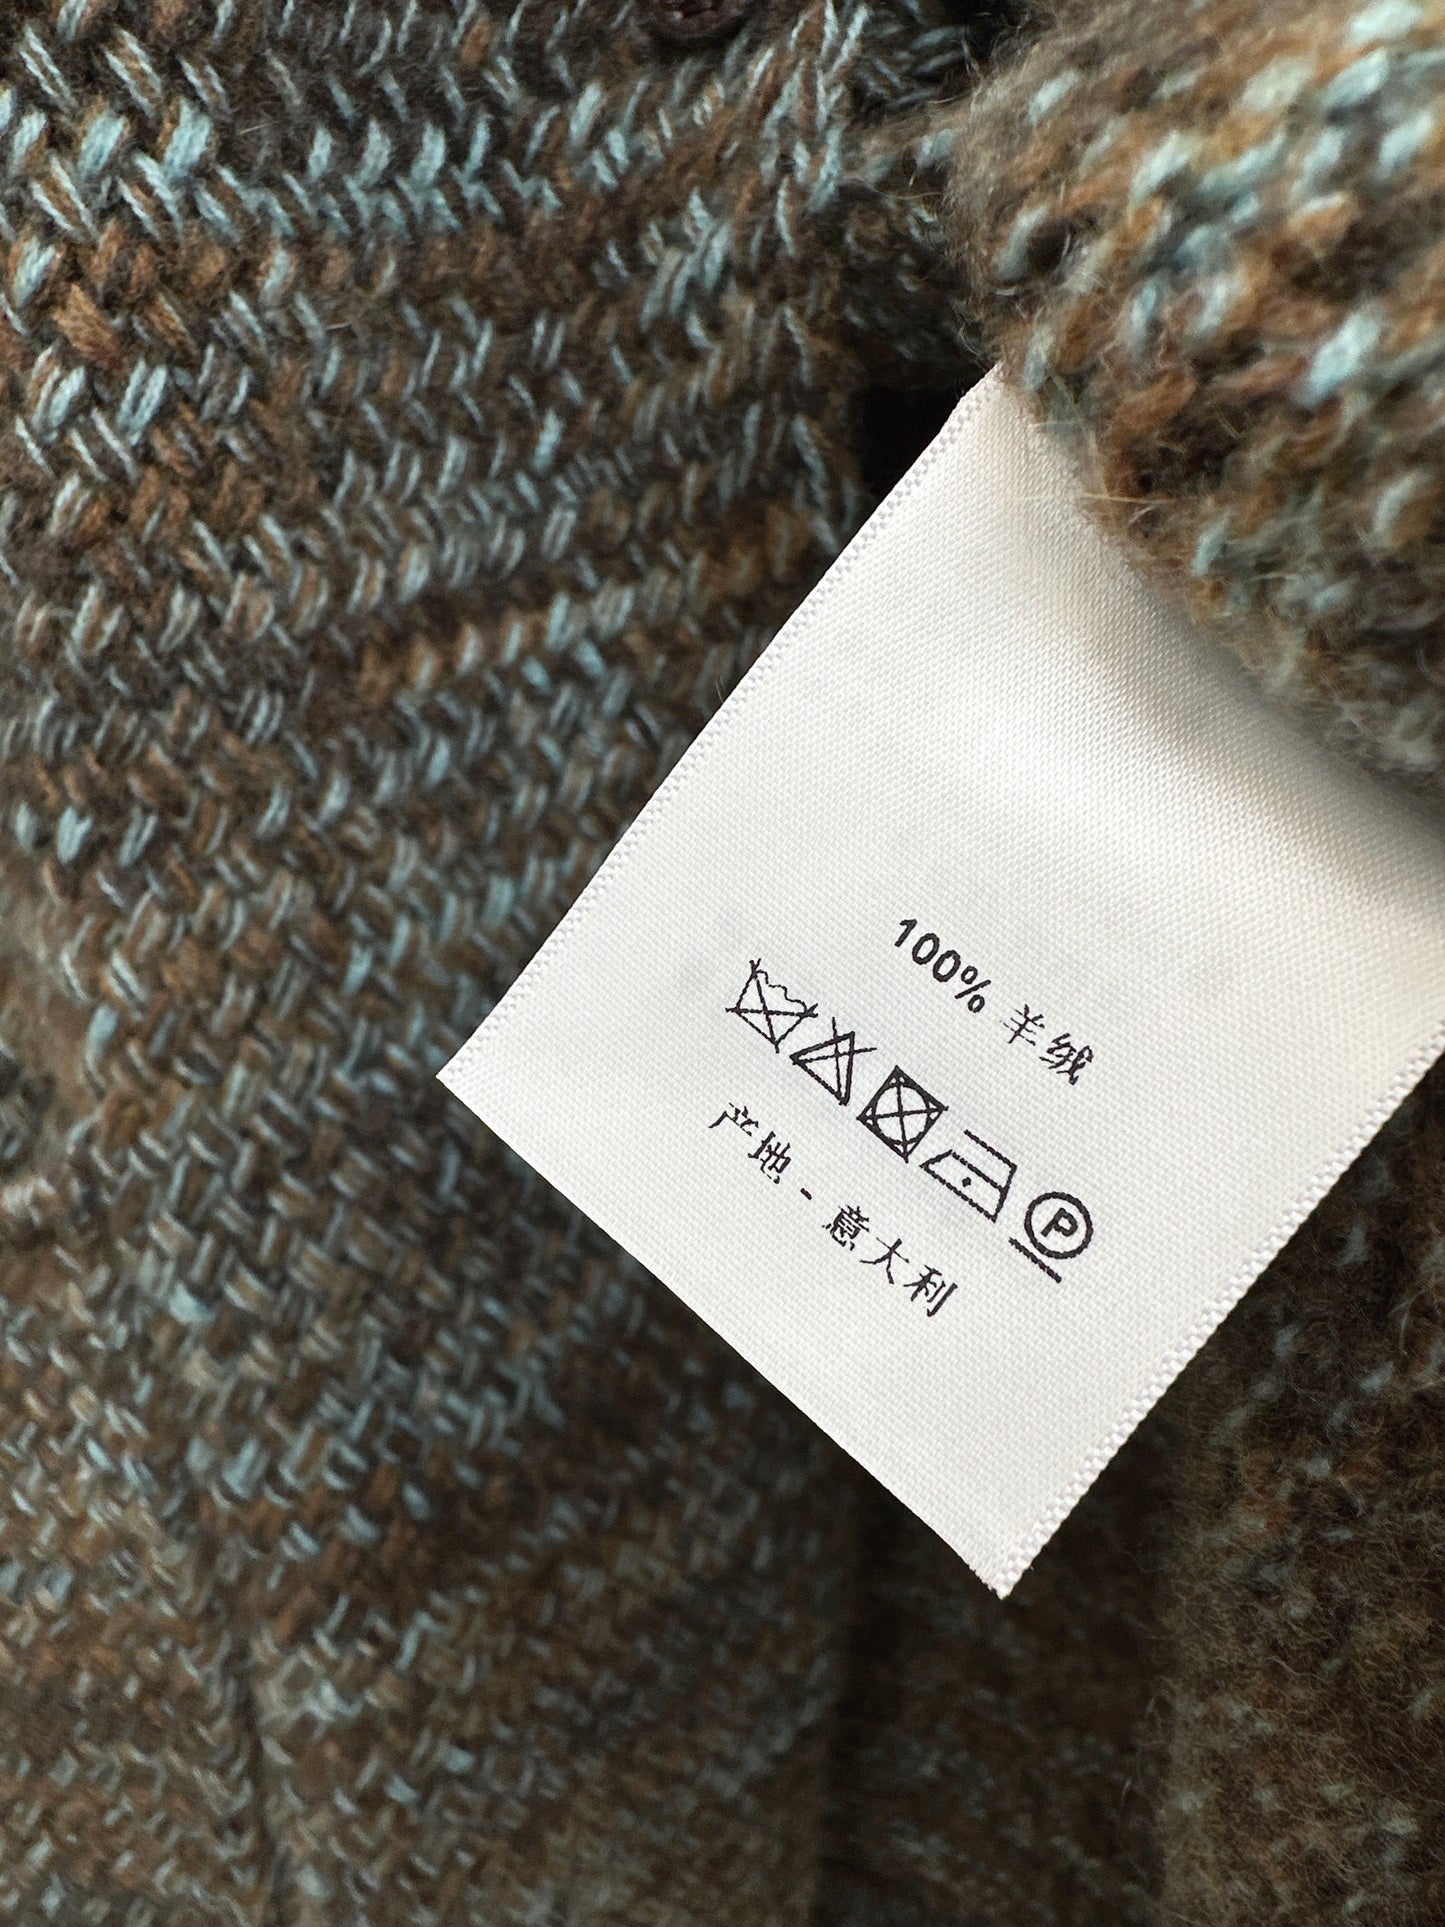 100% 羊绒
P
产地 - 意大利